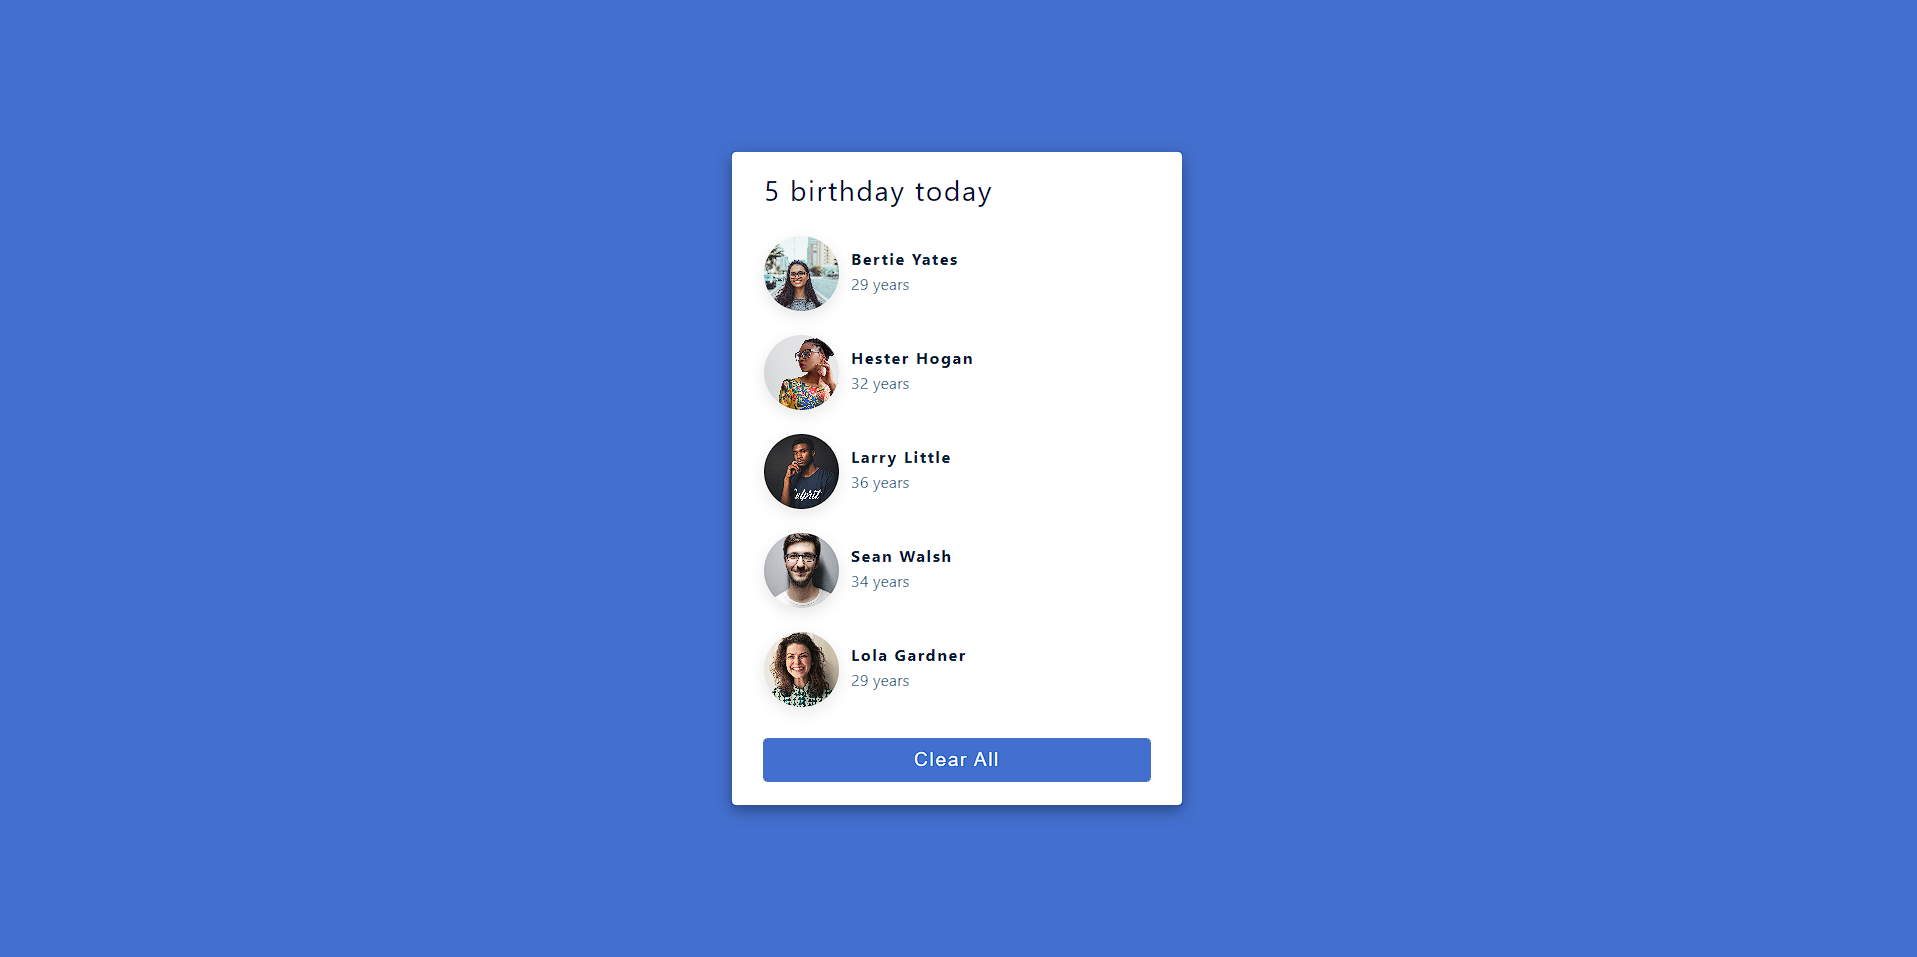 5 birthday today
Bertie Yates
29 years
Hester Hogan
32 years
Larry Little
36 years
Sean Walsh
34 years
Lola Gardner
29 years
Clear All